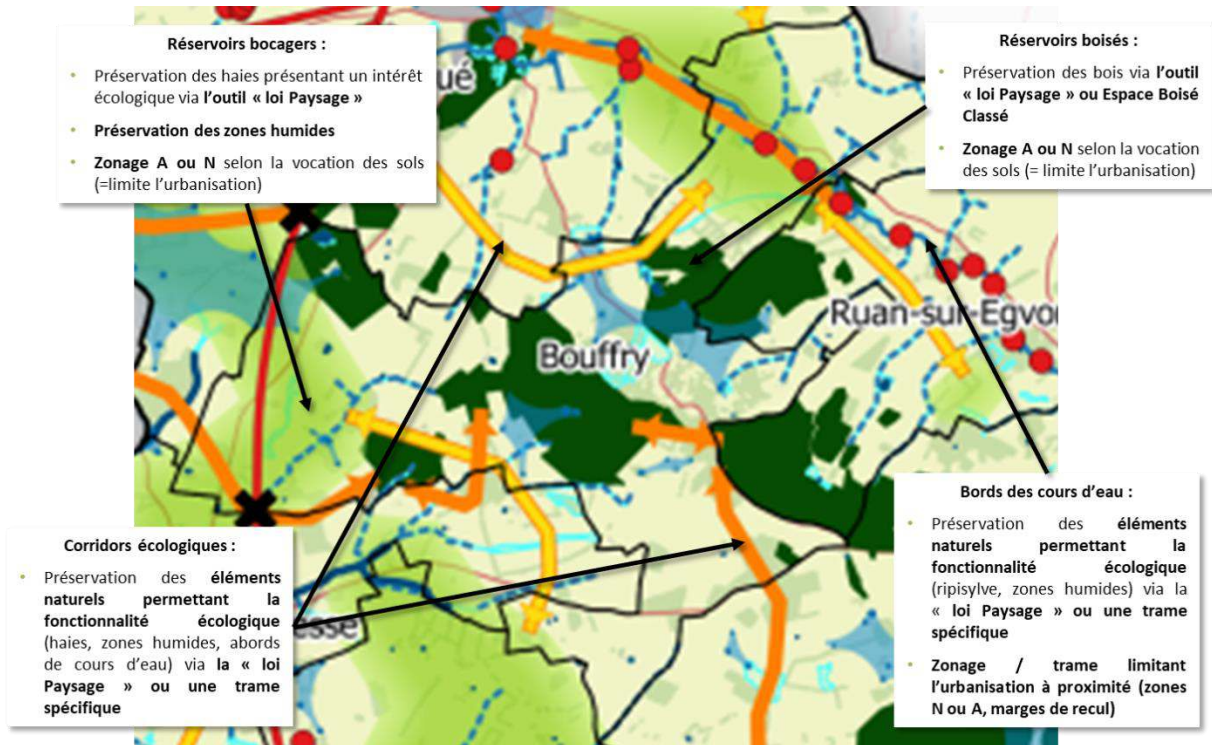 Réservoirs bocagers :
• Préservation des haies présentant un intérêt
écologique via l'outil « loi Paysage »
• Préservation des zones humides
• Zonage A ou N selon la vocation des sols
(=limite l'urbanisation)
Réservoirs boisés :
• Préservation des bois via l'outil
« loi Paysage » ou Espace Boisé
Classé
• Zonage A ou N selon la vocation
des sols (= limite l'urbanisation)
ué
Ruan-sur-Egvo
Bouffry
esse
Corridors écologiques :
• Préservation des éléments
naturels permettant la
fonctionnalité écologique
(haies, zones humides, abords
de cours d'eau) via la « loi
Paysage » ou une trame
spécifique
Bords des cours d'eau :
• Préservation des éléments
naturels permettant la
fonctionnalité écologique
(ripisylve, zones humides) via la
« loi Paysage » ou une trame
spécifique
• Zonage / trame limitant
l'urbanisation à proximité (zones
N ou A, marges de recul)